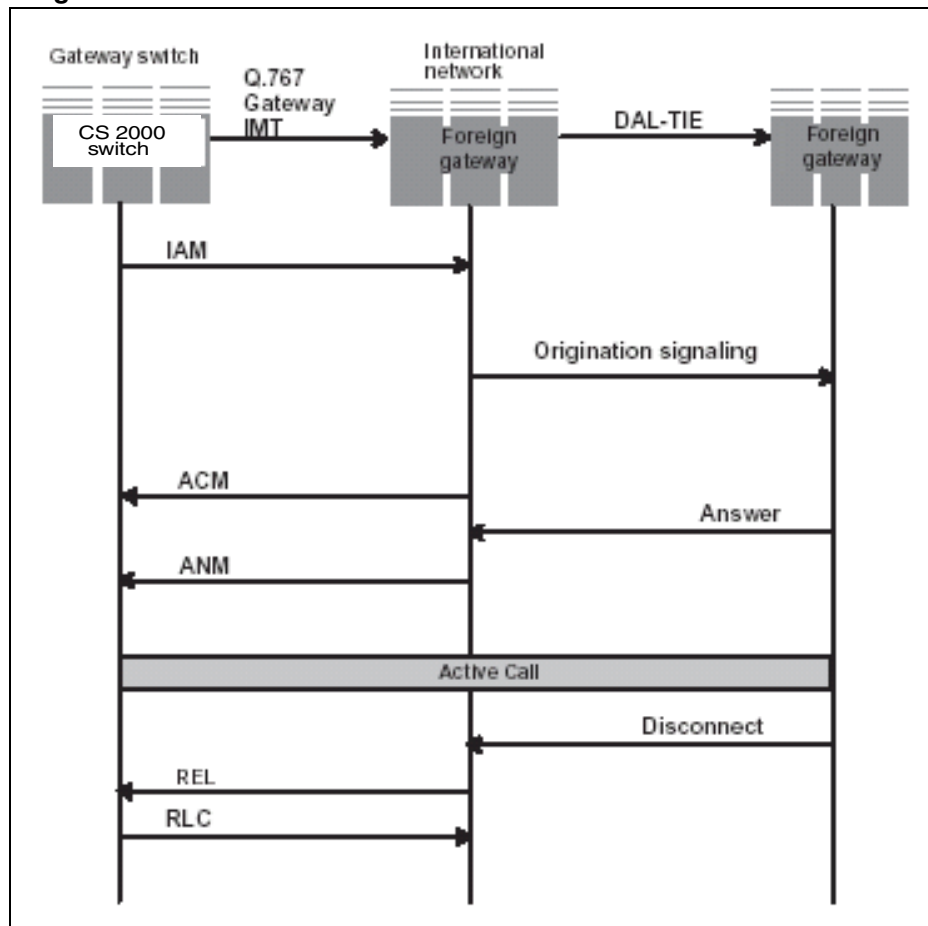 Gateway switch
International
network
Q.767
Gateway
IMT
DAL-TIE
CS 2000
switch
Foreign
gateway
Foreign
gateway
IAM
Origination signaling
ACM
Answer
ANM
Active Call
Disconnect
REL
RLC